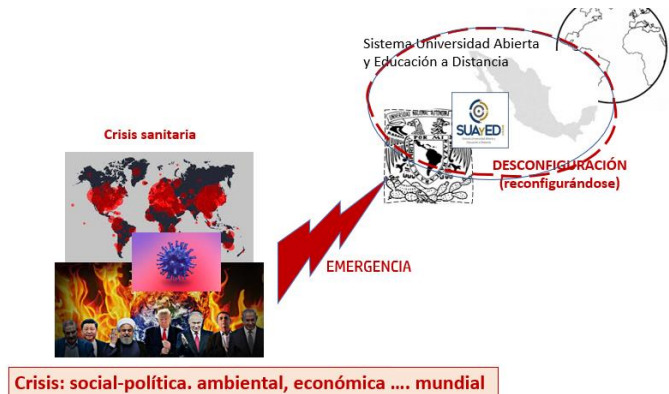 Sistema Universidad Abierta
y Educación a Distancia
SUAyED
Crisis sanitaria
DESCONFIGURACIÓN
(reconfigurándose)
EMERGENCIA
Crisis: social-política. ambiental, económica .... mundial